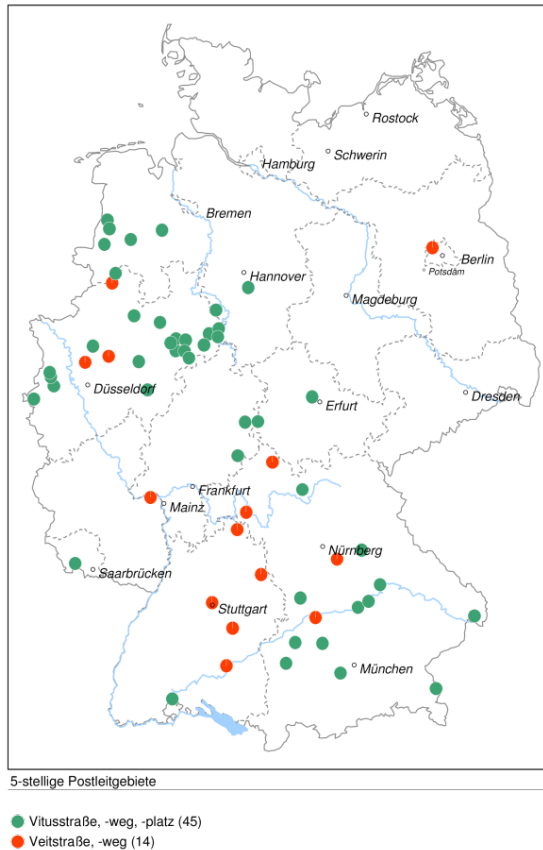 Rostock
Schwerin
Hamburg
Bremen
Berlin
Potsdam
Hannover
Magdeburg
Düsseldorf
Erfurt
Dresden
Frankfurt
Mainz
Nürnberg
Saarbrücken
Stuttgart
München
5-stellige Postleitgebiete
Vitusstraße, -weg, -platz (45)
Veitstraße, -weg (14)